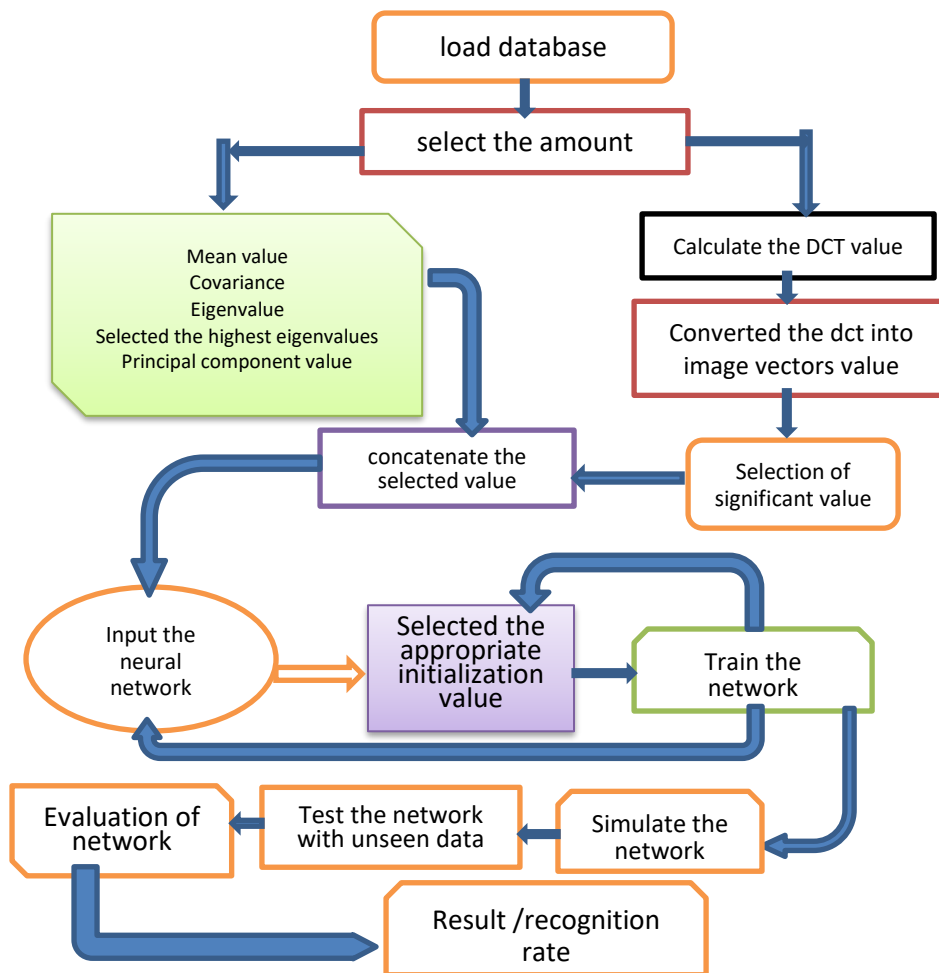 load database
select the amount
Mean value
Covariance
Eigenvalue
Selected the highest eigenvalues
Principal component value
Calculate the DCT value
Converted the dct into
image vectors value
Selection of
significant value
concatenate the
selected value
Input the
neural
network
Selected the
appropriate
initialization
value
Train the
network
Simulate the
network
Test the network
with unseen data
Evaluation of
network
Result /recognition
rate